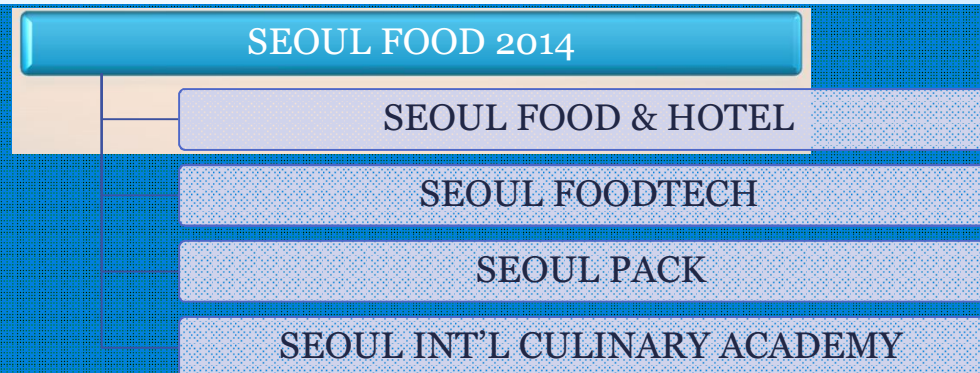 SEOUL FOOD 2014
SEOUL FOOD & HOTEL
SEOUL FOODTECH
SEOUL PACK
SEOUL INT’L CULINARY ACADEMY